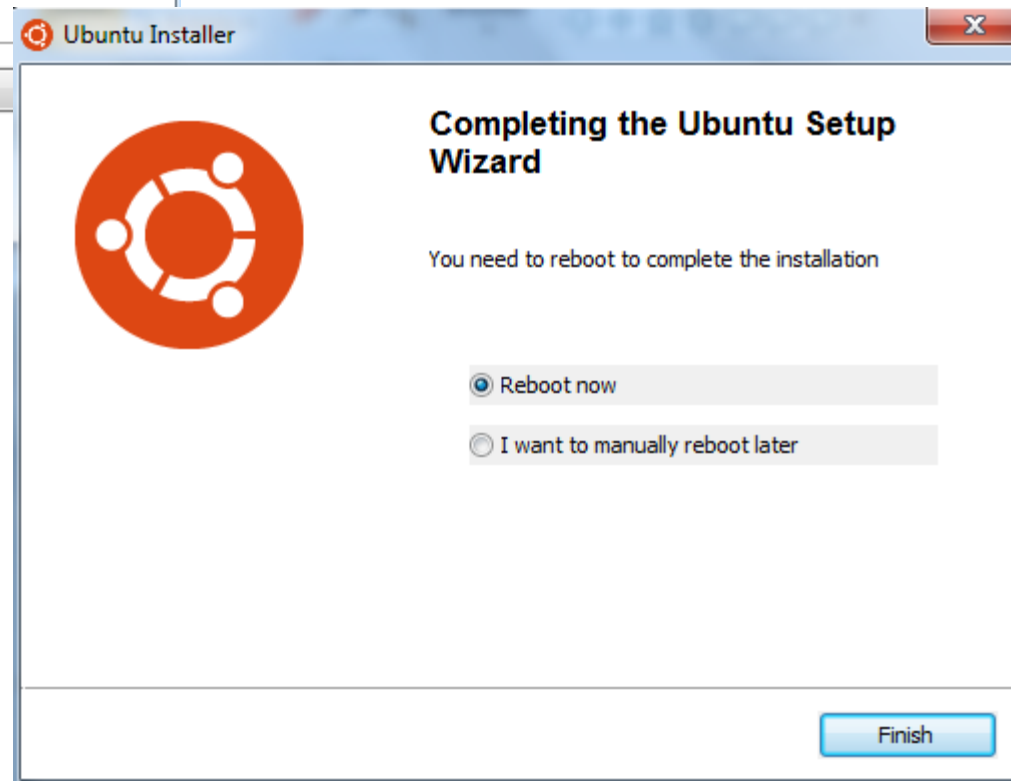 Ubuntu Installer
Completing the Ubuntu Setup
Wizard
You need to reboot to complete the installation
Reboot now
I want to manually reboot later
Finish